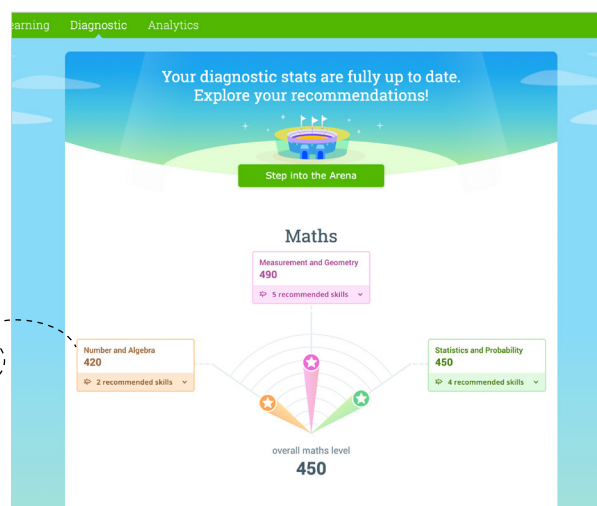 earning Diagnostic Analytics
Your diagnostic stats are fully up to date.
Explore your recommendations!
Step into the Arena
Maths
Measurement and Geometry
490
5 recommended skills
Number and Algebra
420
2 recommended skills
Statistics and Probability
450
4 recommended skills
overall maths level
450